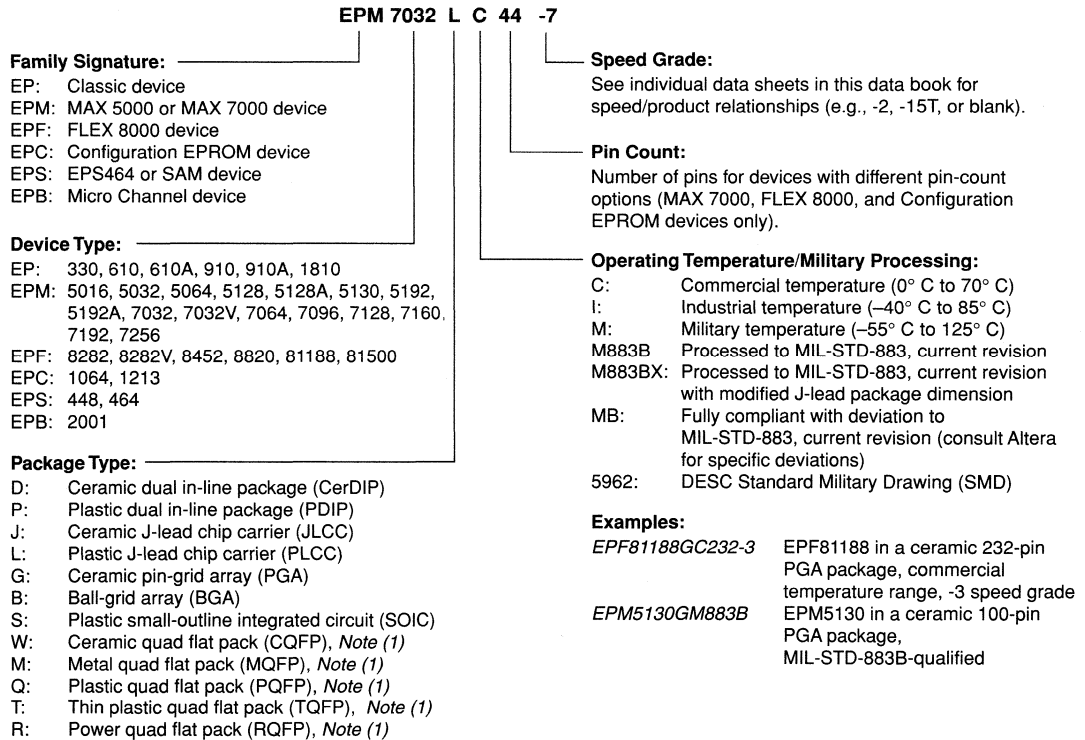 EPM 7032 L C 44 -7
Family Signature:
EP: Classic device
EPM: MAX 5000 or MAX 7000 device
EPF: FLEX 8000 device
EPC: Configuration EPROM device
EPS: EPS464 or SAM device
EPB: Micro Channel device
Device Type:
EP: 330, 610, 610A, 910, 910A, 1810
EPM: 5016, 5032, 5064, 5128, 5128A, 5130, 5192,
5192A, 7032, 7032V, 7064, 7096, 7128, 7160,
7192, 7256
EPF: 8282, 8282V, 8452, 8820, 81188, 81500
EPC: 1064, 1213
EPS: 448, 464
EPB: 2001
Package Type:
D: Ceramic dual in-line package (CerDIP)
P: Plastic dual in-line package (PDIP)
J: Ceramic J-lead chip carrier (JLCC)
L: Plastic J-lead chip carrier (PLCC)
G: Ceramic pin-grid array (PGA)
B: Ball-grid array (BGA)
S: Plastic small-outline integrated circuit (SOIC)
W: Ceramic quad flat pack (CQFP), Note (1)
M: Metal quad flat pack (MQFP), Note (1)
Q: Plastic quad flat pack (PQFP), Note (1)
T: Thin plastic quad flat pack (TQFP), Note (1)
R: Power quad flat pack (RQFP), Note (1)
Speed Grade:
See individual data sheets in this data book for
speed/product relationships (e.g., -2, -15T, or blank).
Pin Count:
Number of pins for devices with different pin-count
options (MAX 7000, FLEX 8000, and Configuration
EPROM devices only).
Operating Temperature/Military Processing:
C: Commercial temperature (0° C to 70° C)
I: Industrial temperature (–40° C to 85° C)
M: Military temperature (–55° C to 125° C)
M883B Processed to MIL-STD-883, current revision
M883BX: Processed to MIL-STD-883, current revision
with modified J-lead package dimension
MB: Fully compliant with deviation to
MIL-STD-883, current revision (consult Altera
for specific deviations)
5962: DESC Standard Military Drawing (SMD)
Examples:
EPF81188GC232-3 EPF81188 in a ceramic 232-pin
PGA package, commercial
temperature range, -3 speed grade
EPM5130GM883B EPM5130 in a ceramic 100-pin
PGA package,
MIL-STD-883B-qualified